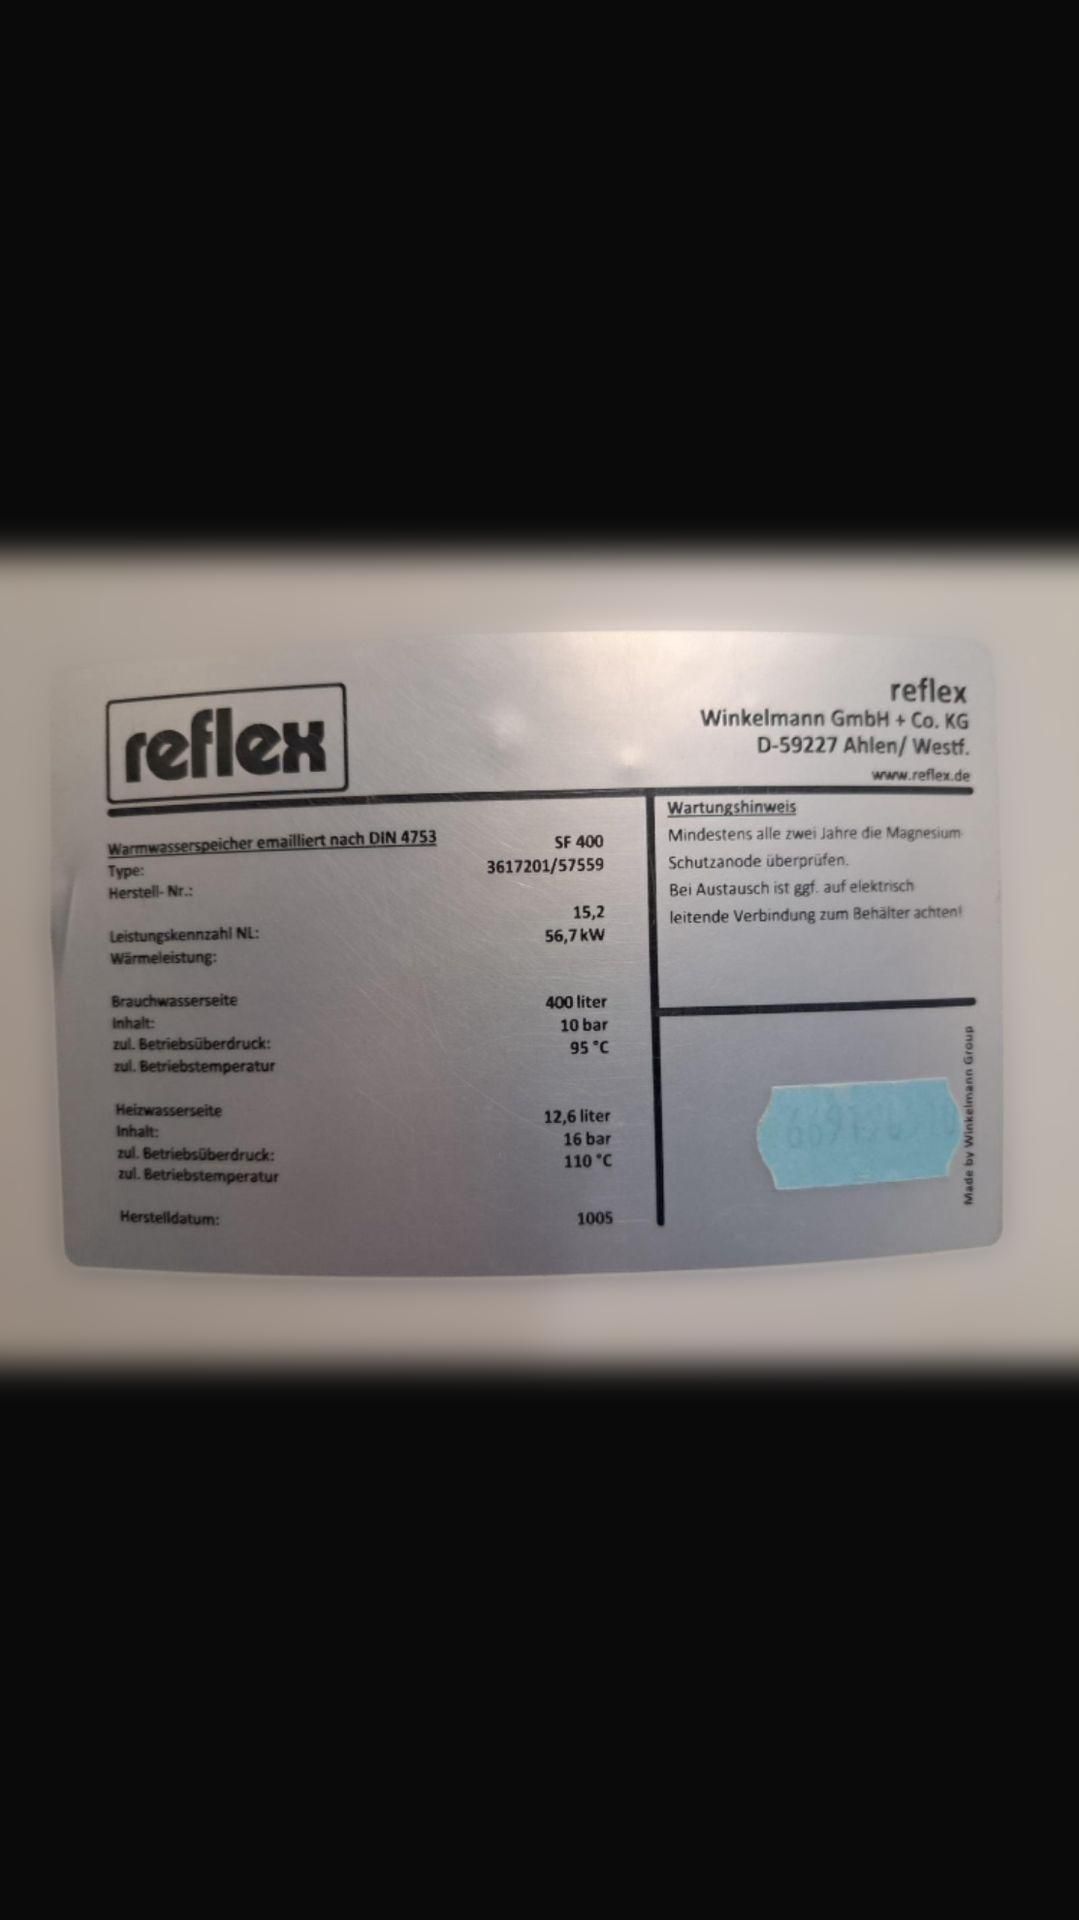 reflex
reflex
Winkelmann GmbH + Co. KG
D-59227 Ahlen/ Westf.
www.reflex.de
Warmwasserspeicher emailliert nach DIN 4753
Type: SF 400
Herstell- Nr.: 3617201/57559
Leistungskennzahl NL: 15,2
Wärmeleistung: 56,7 kW
Brauchwasserseite
Inhalt: 400 liter
zul. Betriebsüberdruck: 10 bar
zul. Betriebstemperatur 95 °C
Heizwasserseite
Inhalt: 12,6 liter
zul. Betriebsüberdruck: 16 bar
zul. Betriebstemperatur 110 °C
Herstelldatum: 1005
Wartungshinweis
Mindestens alle zwei Jahre die Magnesium
Schutzanode überprüfen.
Bei Austausch ist ggf. auf elektrisch
leitende Verbindung zum Behälter achten!
Made by Winkelmann Group